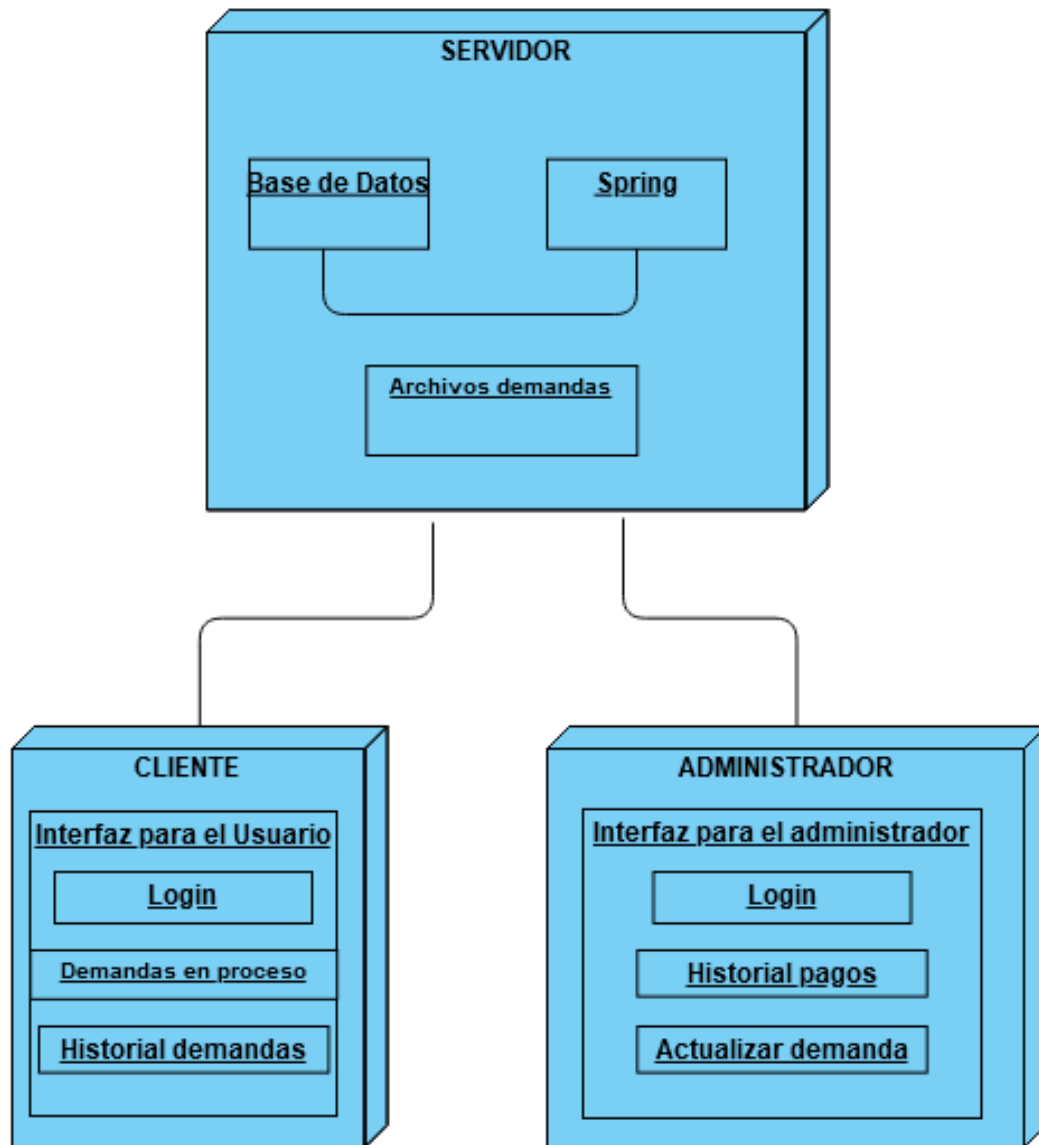 SERVIDOR
Base de Datos
Spring
Archivos demandas
CLIENTE
Interfaz para el Usuario
Login
Demandas en proceso
Historial demandas
ADMINISTRADOR
Interfaz para el administrador
Login
Historial pagos
Actualizar demanda